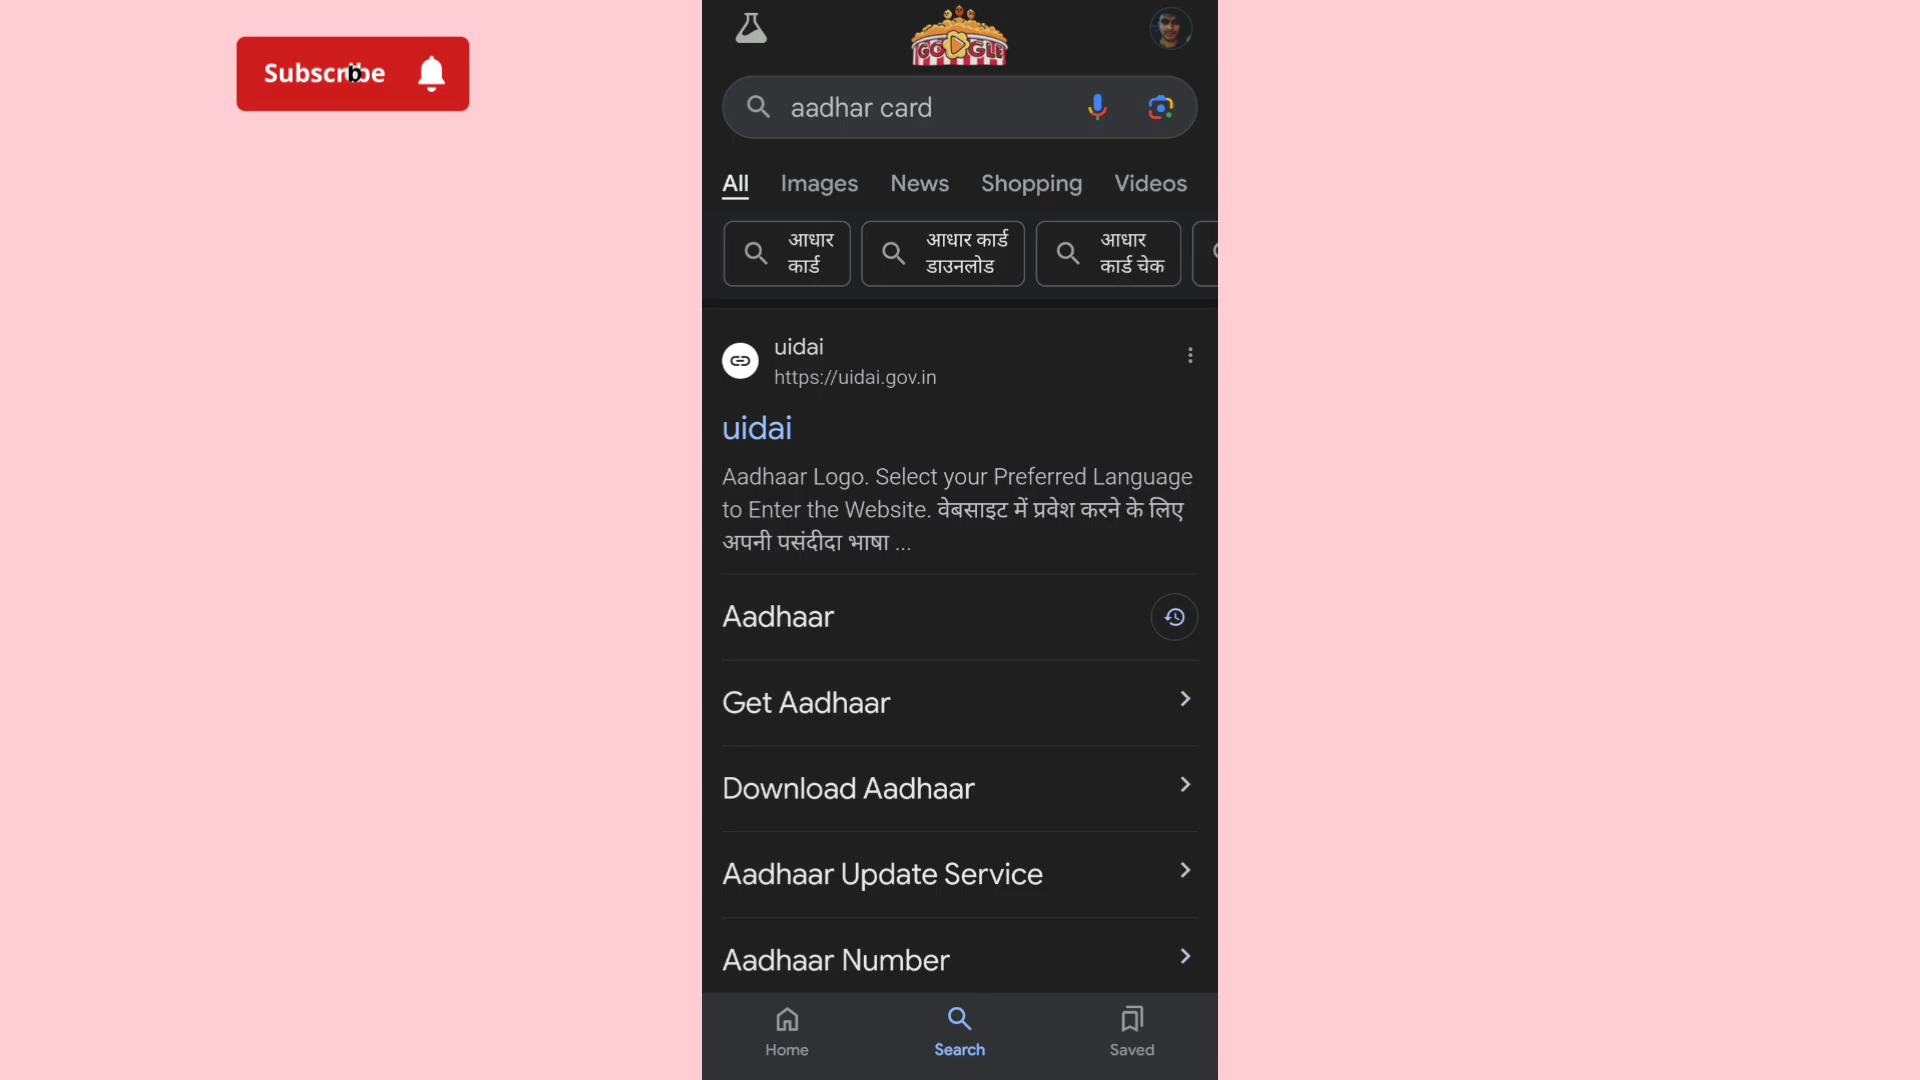 Subscribe
GOOGLE
aadhar card
All Images News Shopping Videos
आधार
कार्ड
आधार कार्ड
डाउनलोड
आधार
कार्ड चेक
uidai
https://uidai.gov.in
uidai
Aadhaar Logo. Select your Preferred Language
to Enter the Website. वेबसाइट में प्रवेश करने के लिए
अपनी पसंदीदा भाषा ...
Aadhaar
Get Aadhaar
Download Aadhaar
Aadhaar Update Service
Aadhaar Number
Home Search Saved